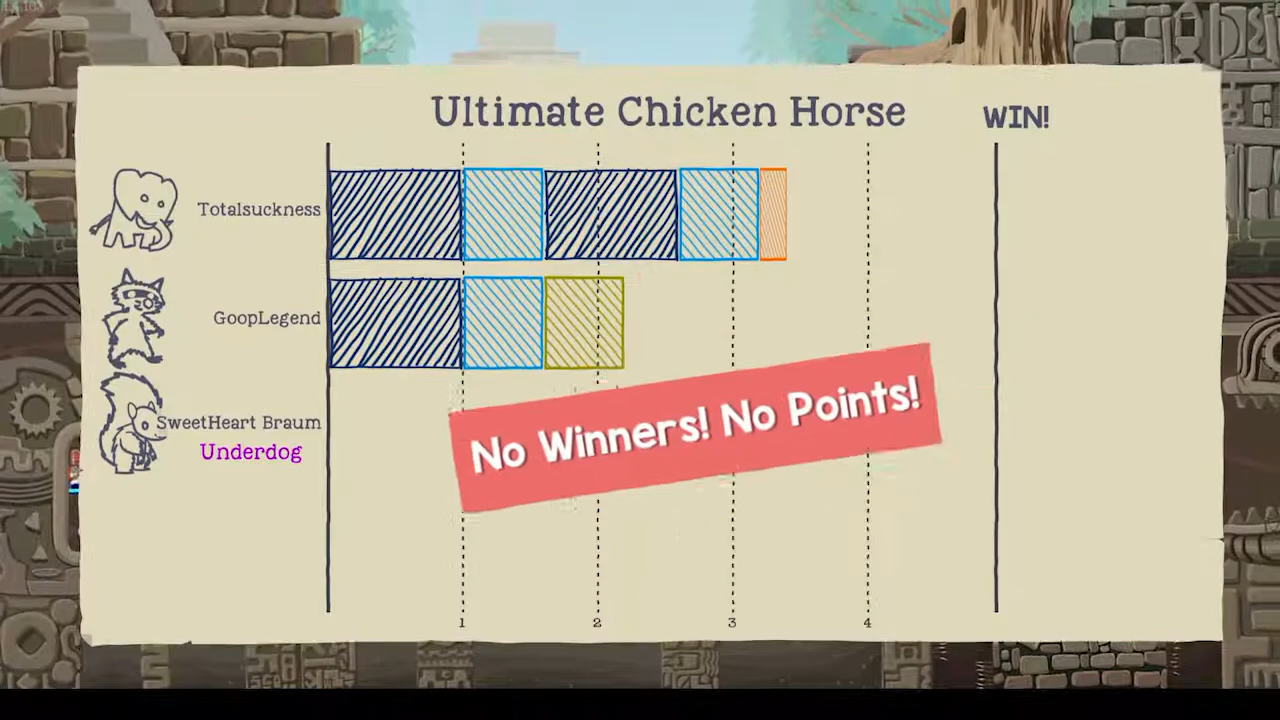 Ultimate Chicken Horse
WIN!
Totalsuckness
GoopLegend
SweetHeart Braum
Underdog
No Winners! No Points!
1 2 3 4